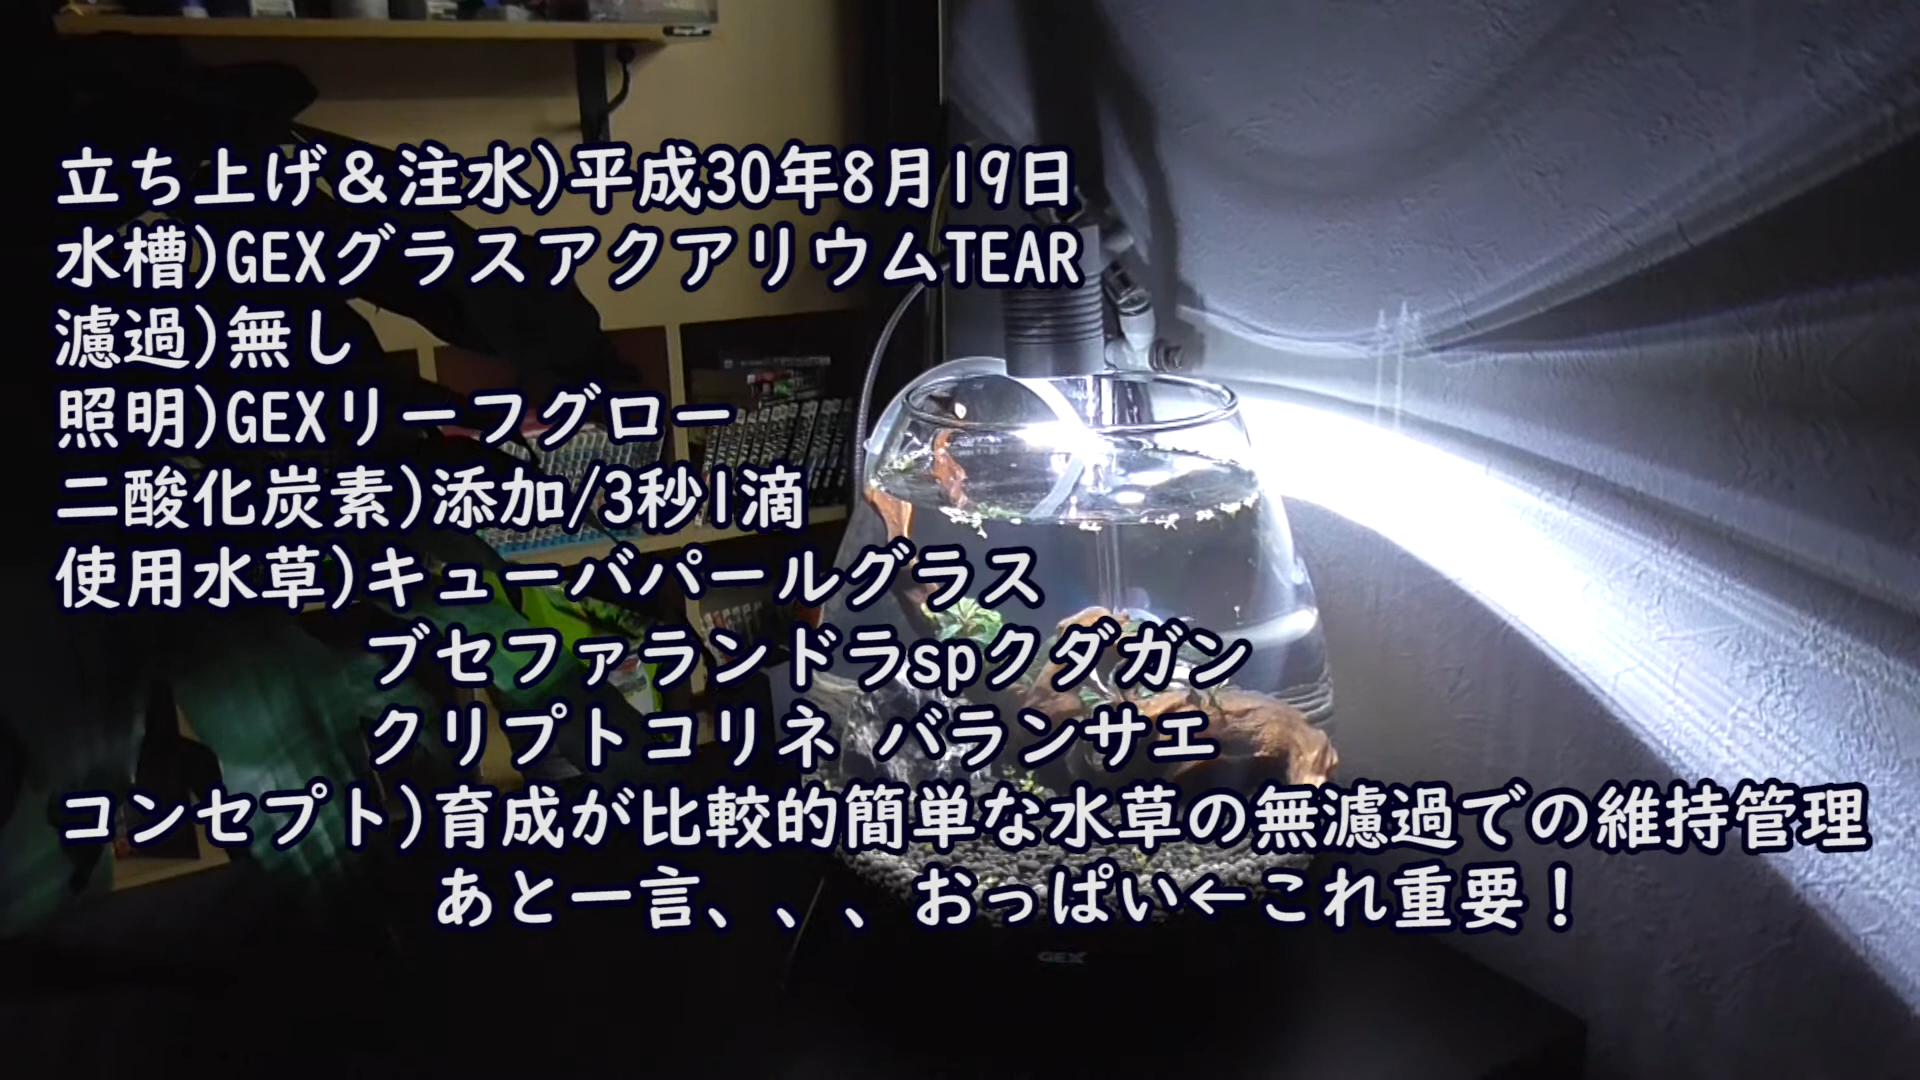 立ち上げ＆注水)平成30年8月19日
水槽)GEXグラスアクアリウムTEAR
濾過)無し
照明)GEXリーフグロー
二酸化炭素)添加/3秒1滴
使用水草)キューバパールグラス
ブセファランドラspクダガン
クリプトコリネ バランサエ
コンセプト)育成が比較的簡単な水草の無濾過での維持管理
あと一言、、、おっぱい←これ重要！
GEX